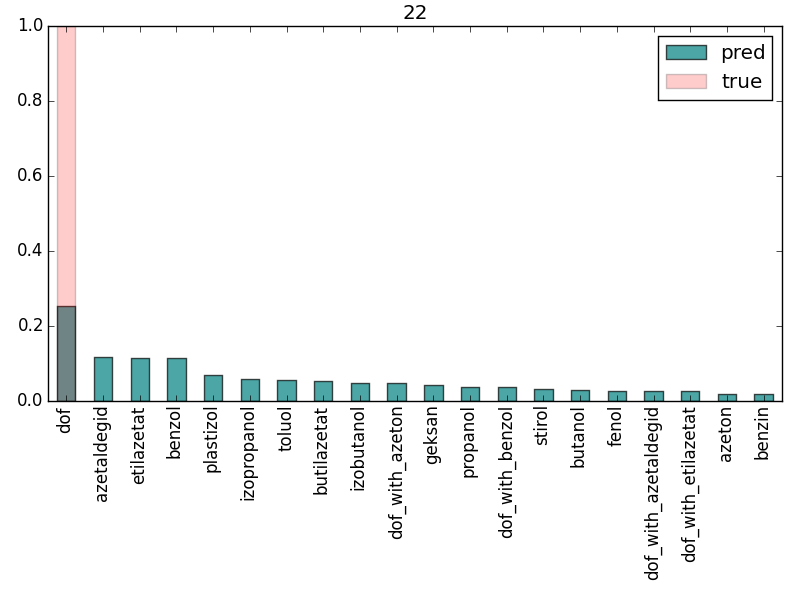 22
1.0
0.8
0.6
0.4
0.2
0.0
pred
true
dof
azetaldegid
etilazetat
benzol
plastizol
izopropanol
toluol
butilazetat
izobutanol
dof_with_azeton
geksan
propanol
dof_with_benzol
stirol
butanol
fenol
dof_with_azetaldegid
dof_with_etilazetat
azeton
benzin